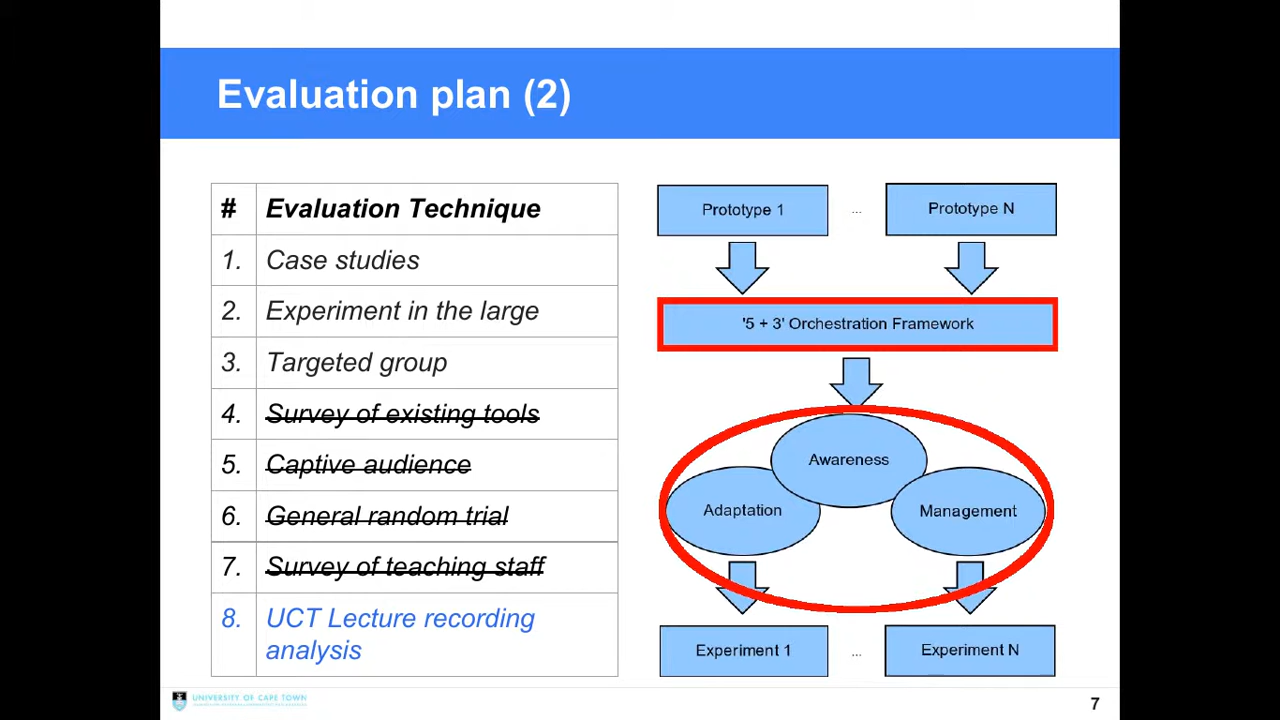 Evaluation plan (2)
# Evaluation Technique
1. Case studies
2. Experiment in the large
3. Targeted group
4. Survey of existing tools
5. Captive audience
6. General random trial
7. Survey of teaching staff
8. UCT Lecture recording
analysis
Prototype 1 ... Prototype N
'5 + 3' Orchestration Framework
Awareness
Adaptation Management
Experiment 1 ... Experiment N
UNIVERSITY OF CAPE TOWN
7